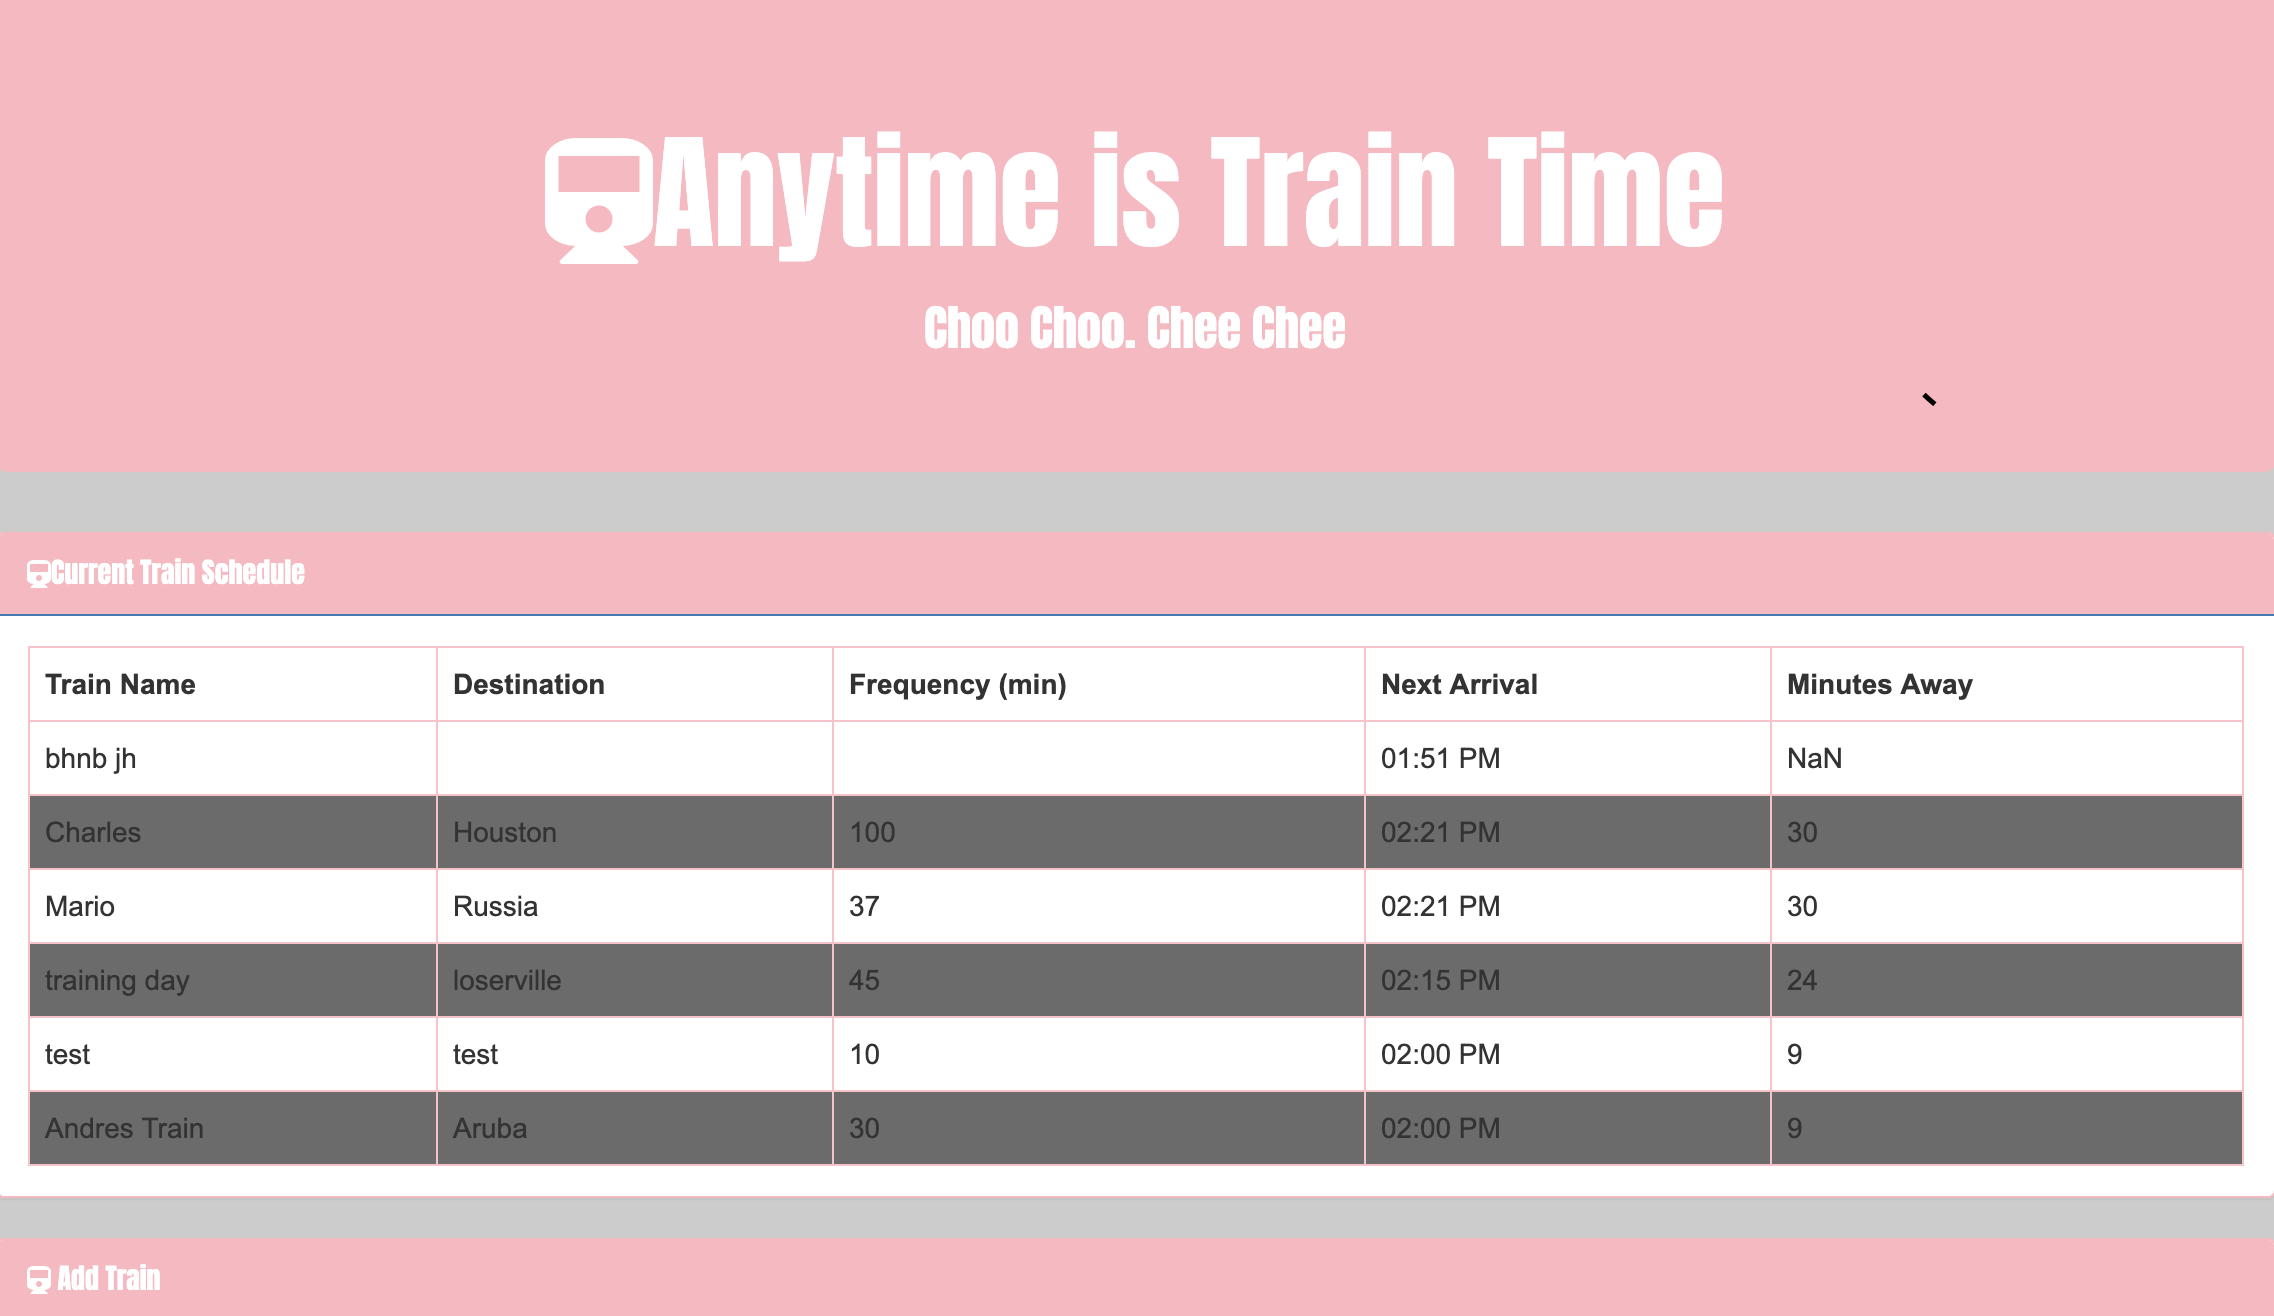 Anytime is Train Time
Choo Choo. Chee Chee
Current Train Schedule
Train Name Destination Frequency (min) Next Arrival Minutes Away
bhnb jh 01:51 PM NaN
Charles Houston 100 02:21 PM 30
Mario Russia 37 02:21 PM 30
training day loserville 45 02:15 PM 24
test test 10 02:00 PM 9
Andres Train Aruba 30 02:00 PM 9
Add Train